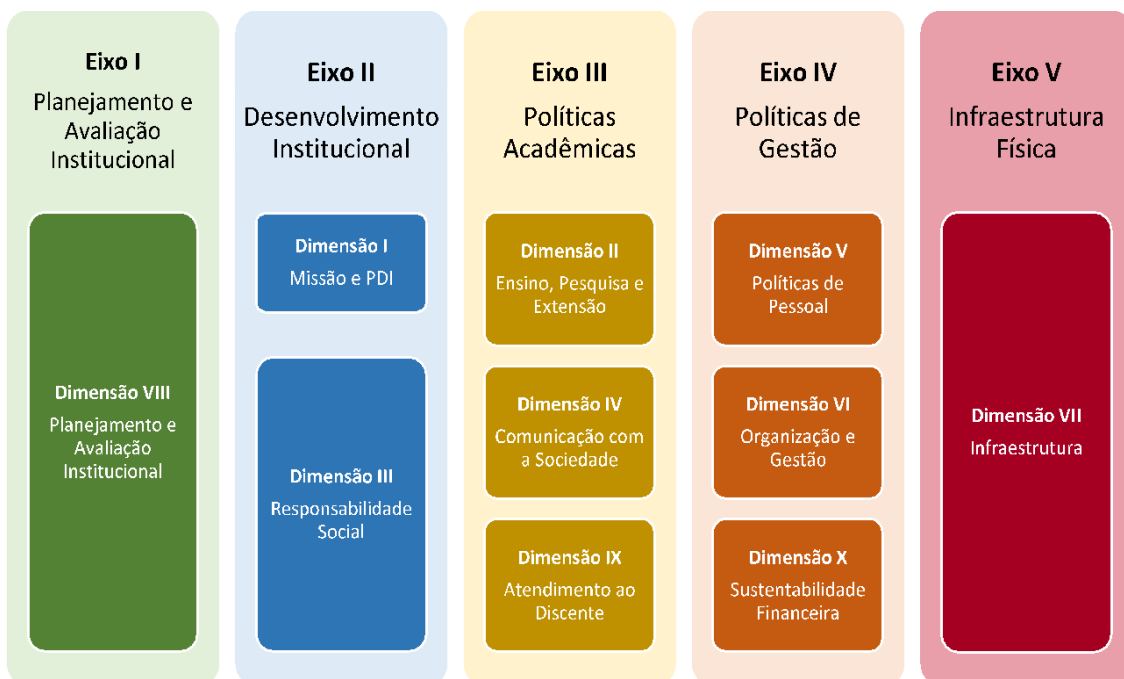 Eixo I
Planejamento e
Avaliação
Institucional
Dimensão VIII
Planejamento e
Avaliação
Institucional
Eixo II
Desenvolvimento
Institucional
Dimensão I
Missão e PDI
Dimensão III
Responsabilidade
Social
Eixo III
Políticas
Acadêmicas
Dimensão II
Ensino, Pesquisa e
Extensão
Dimensão IV
Comunicação com
a Sociedade
Dimensão IX
Atendimento ao
Discente
Eixo IV
Políticas de
Gestão
Dimensão V
Políticas de
Pessoal
Dimensão VI
Organização e
Gestão
Dimensão X
Sustentabilidade
Financeira
Eixo V
Infraestrutura
Física
Dimensão VII
Infraestrutura